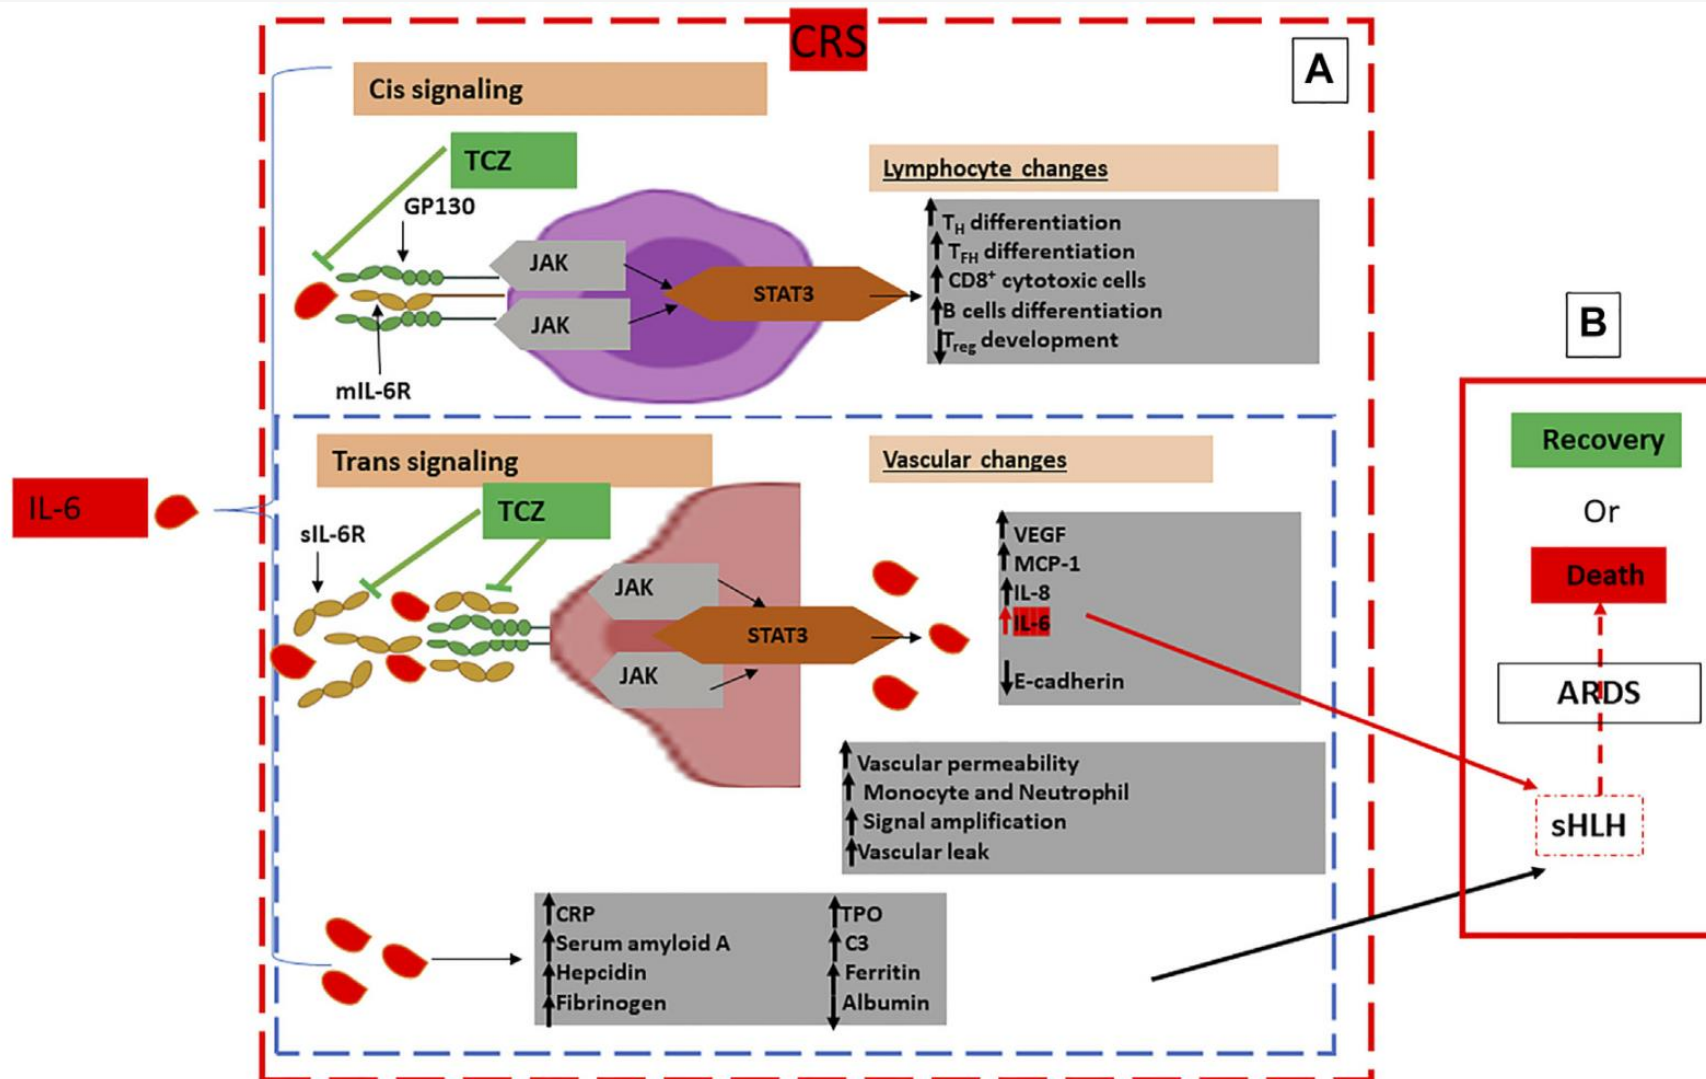 CRS
A
Cis signaling
TCZ
GP130
JAK
JAK
STAT3
mIL-6R
Lymphocyte changes
TH differentiation
TFH differentiation
CD8+ cytotoxic cells
B cells differentiation
Treg development
IL-6
Trans signaling
TCZ
sIL-6R
JAK
STAT3
JAK
Vascular changes
VEGF
MCP-1
IL-8
IL-6
E-cadherin
Vascular permeability
Monocyte and Neutrophil
Signal amplification
Vascular leak
CRP
Serum amyloid A
Hepcidin
Fibrinogen
TPO
C3
Ferritin
Albumin
B
Recovery
Or
Death
ARDS
sHLH